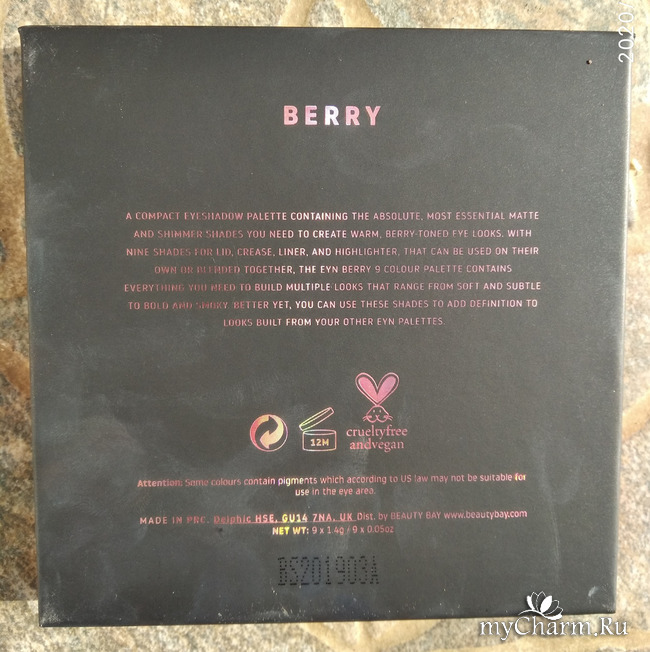 2020
BERRY
A COMPACT EYESHADOW PALETTE CONTAINING THE ABSOLUTE, MOST ESSENTIAL MATTE
AND SHIMMER SHADES YOU NEED TO CREATE WARM, BERRY-TONED EYE LOOKS. WITH
NINE SHADES FOR LID, CREASE, LINER, AND HIGHLIGHTER, THAT CAN BE USED ON THEIR
OWN OR BLENDED TOGETHER, THE EYN BERRY 9 COLOUR PALETTE CONTAINS
EVERYTHING YOU NEED TO BUILD MULTIPLE LOOKS THAT RANGE FROM SOFT AND SUBTLE
TO BOLD AND SMOKY. BETTER YET, YOU CAN USE THESE SHADES TO ADD DEFINITION TO
LOOKS BUILT FROM YOUR OTHER EYN PALETTES.
12M
crueltyfree
andvegan
Attention: Some colours contain pigments which according to US law may not be suitable for
use in the eye area.
MADE IN PRC. Delphic HSE, GU14 7NA, UK Dist. by BEAUTY BAY www.beautybay.com
NET WT: 9 x 1.4g / 9 x 0.05oz
BS201903A
myCharm.Ru